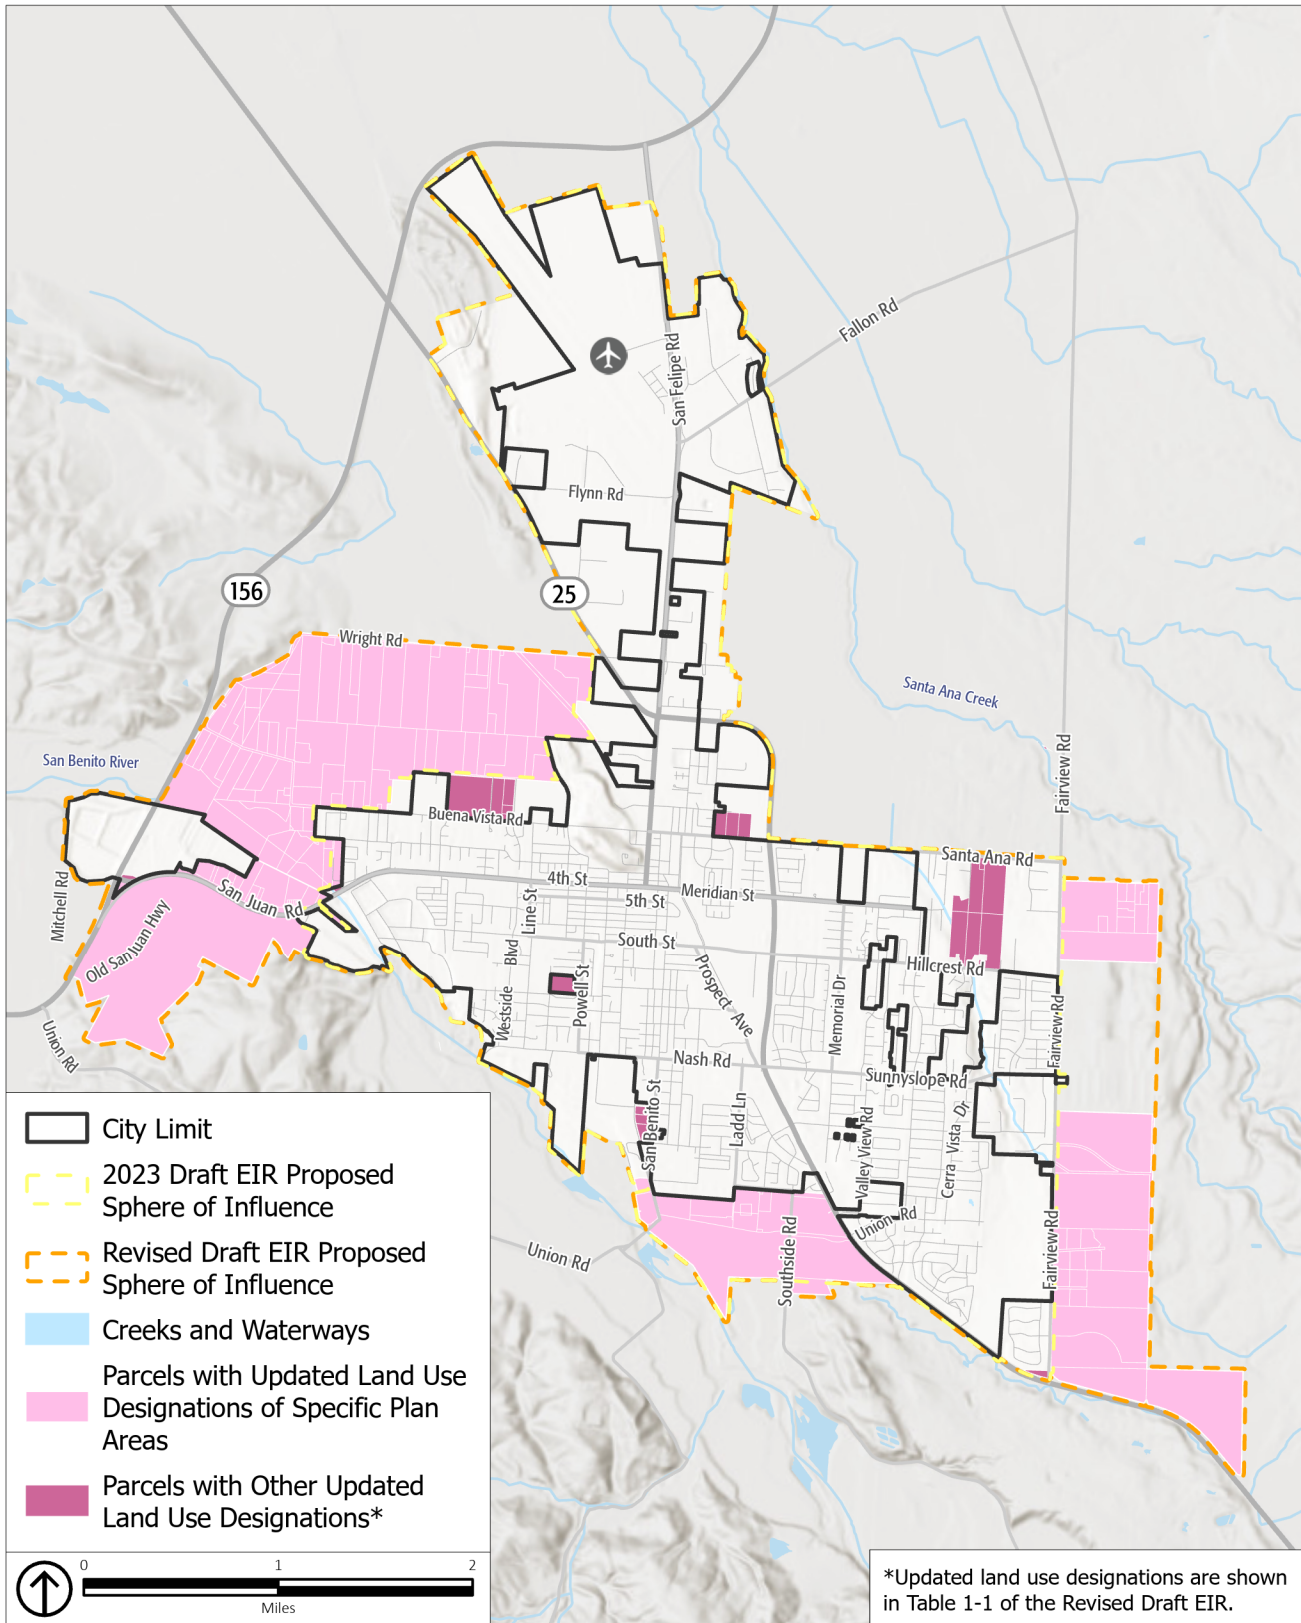 Fallon Rd
San Felipe Rd
Flynn Rd
156
25
Wright Rd
Santa Ana Creek
San Benito River
Fairview Rd
Buena Vista Rd
Santa Ana Rd
4th St
Meridian St
5th St
Mitchell Rd
San Juan Rd
Old San Juan Hwy
Line St
South St
Westside Blvd
Hillcrest Rd
Powell St
Prospect Ave
Memorial Dr
Fairview Rd
Union Rd
Nash Rd
Sunnyslope Rd
San Benito St
Ladd Ln
Valley View Rd
Cerra Vista Dr
Union Rd
Union Rd
Southside Rd
Fairview Rd
City Limit
2023 Draft EIR Proposed
Sphere of Influence
Revised Draft EIR Proposed
Sphere of Influence
Creeks and Waterways
Parcels with Updated Land Use
Designations of Specific Plan
Areas
Parcels with Other Updated
Land Use Designations*
0 1 2
Miles
*Updated land use designations are shown
in Table 1-1 of the Revised Draft EIR.